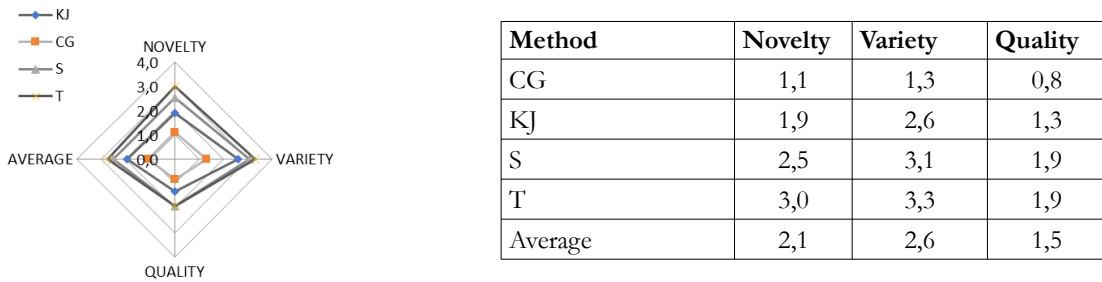 KJ
CG
S
T
NOVELTY
4,0
3,0
2,0
1,0
0,0
AVERAGE
VARIETY
QUALITY
Method Novelty Variety Quality
CG 1,1 1,3 0,8
KJ 1,9 2,6 1,3
S 2,5 3,1 1,9
T 3,0 3,3 1,9
Average 2,1 2,6 1,5